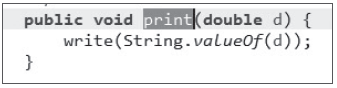 public void print(double d) {
write(String.valueOf(d));
}